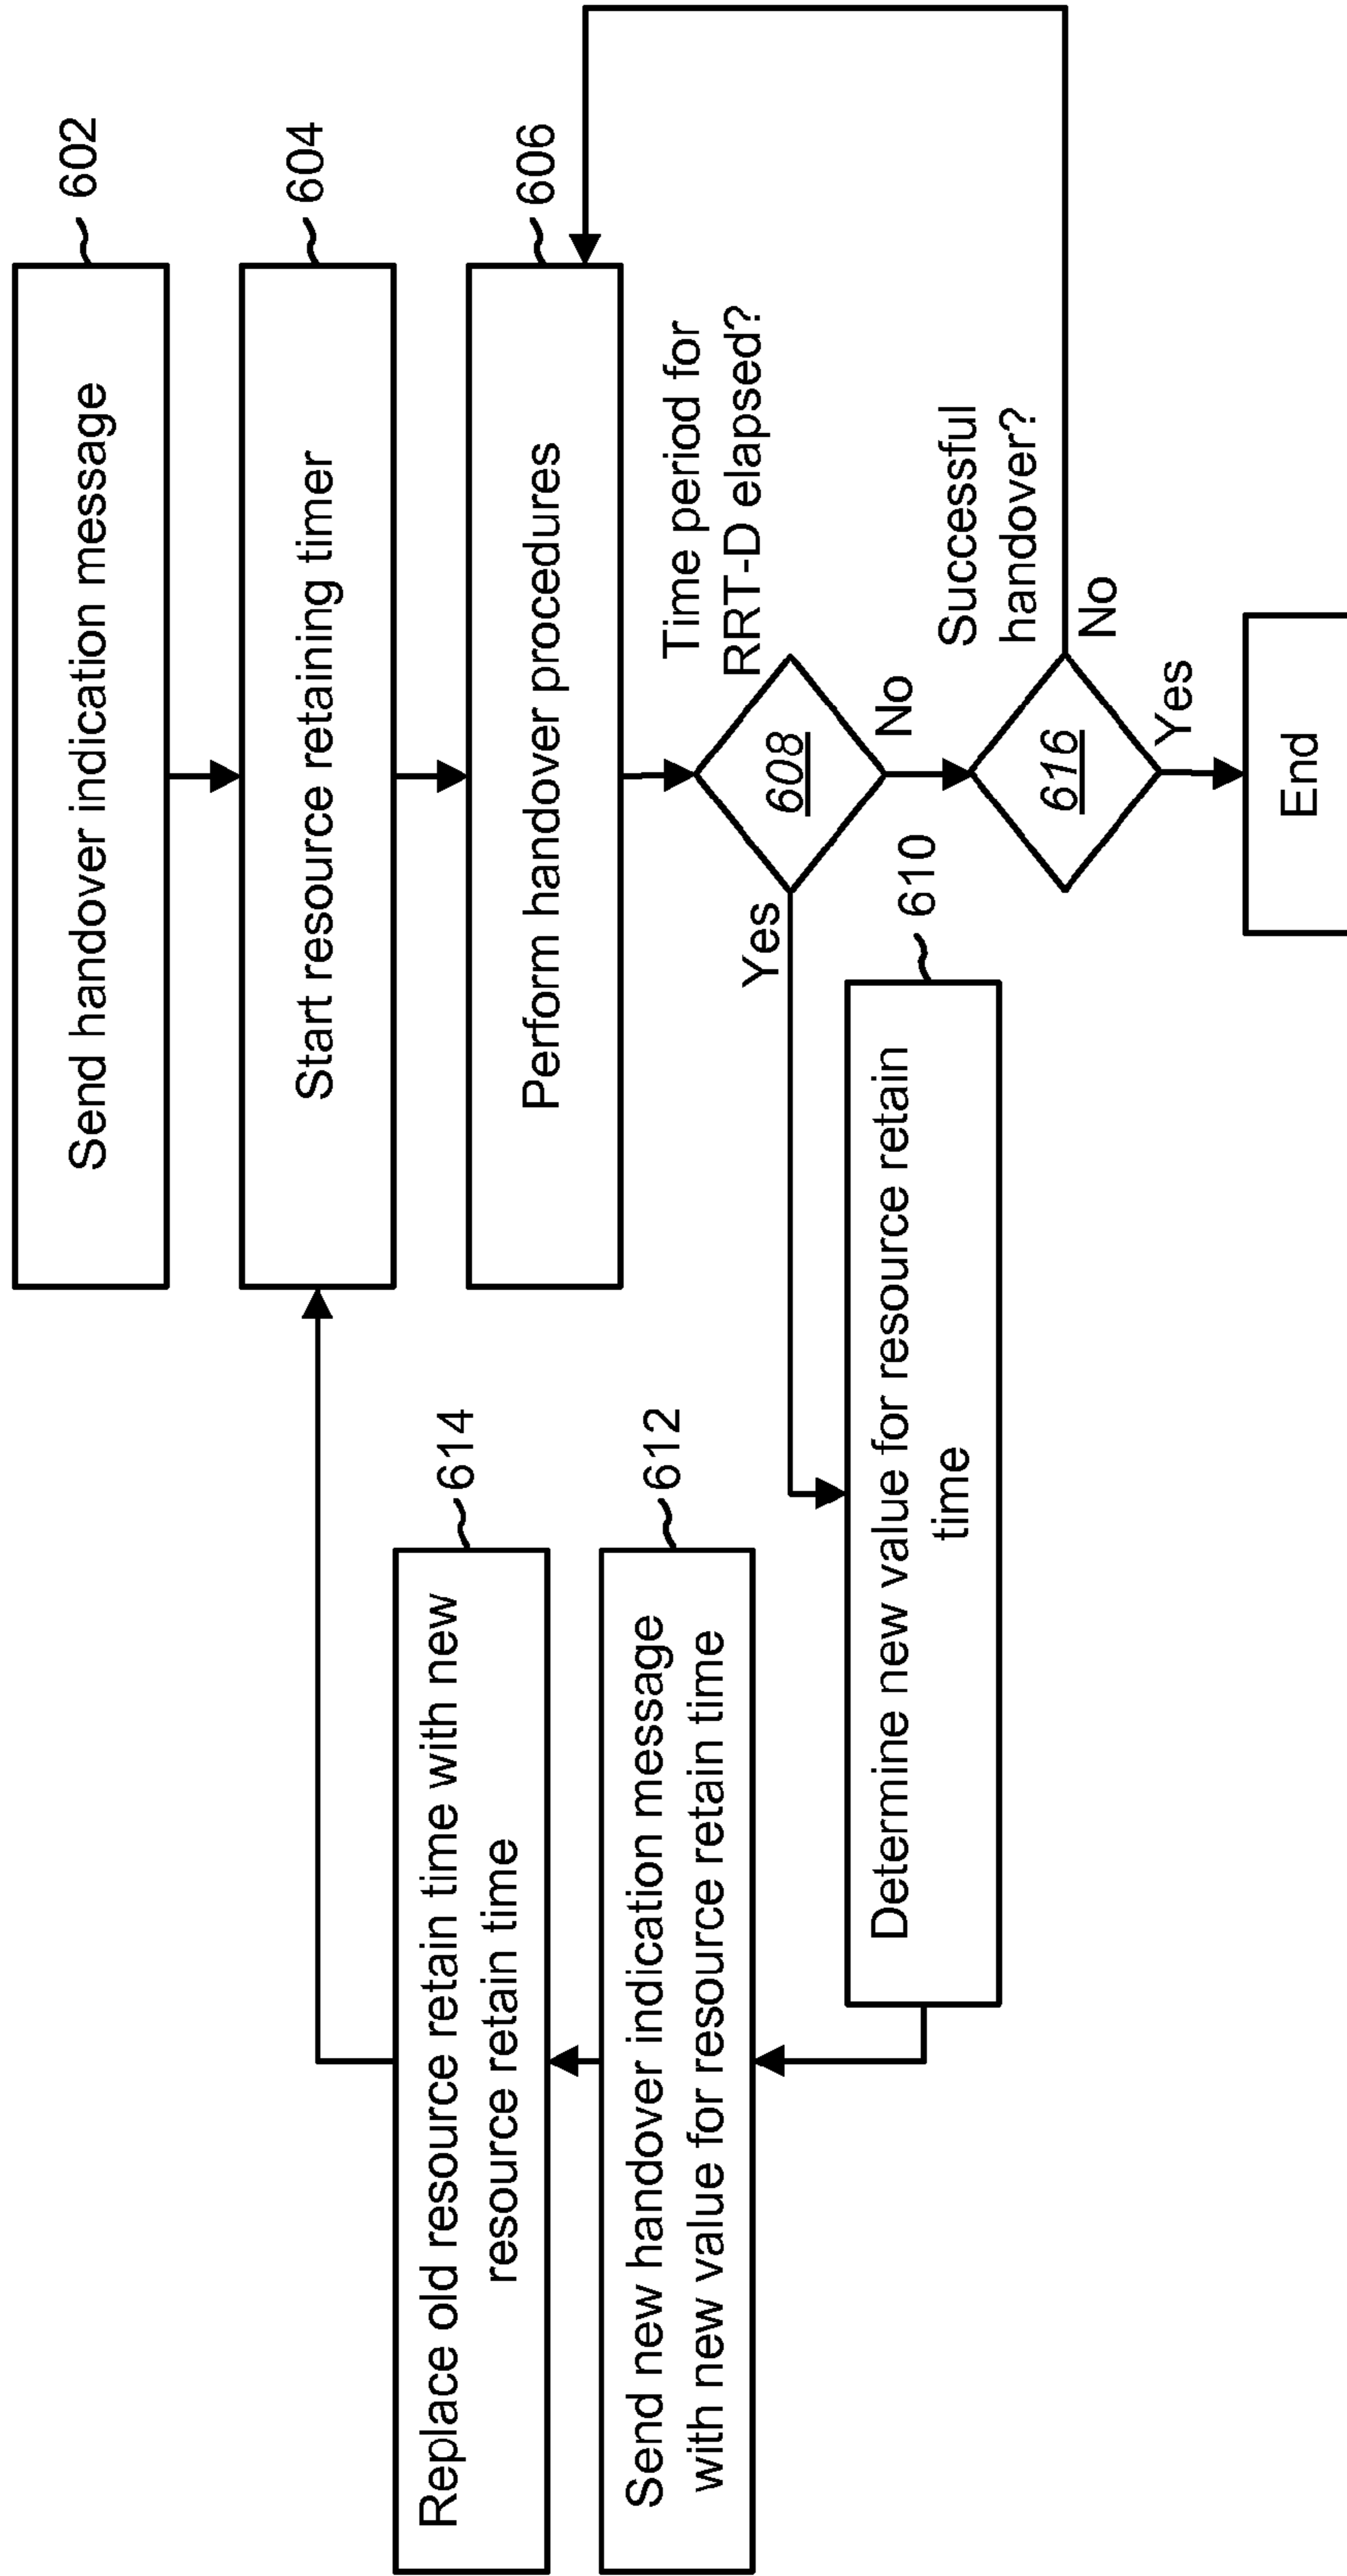 Send handover indication message
602
Start resource retaining timer
604
Perform handover procedures
606
Time period for
RRT-D elapsed?
608
Yes
No
Successful
handover?
616
No
Yes
End
610
Determine new value for resource retain
time
612
Send new handover indication message
with new value for resource retain time
614
Replace old resource retain time with new
resource retain time